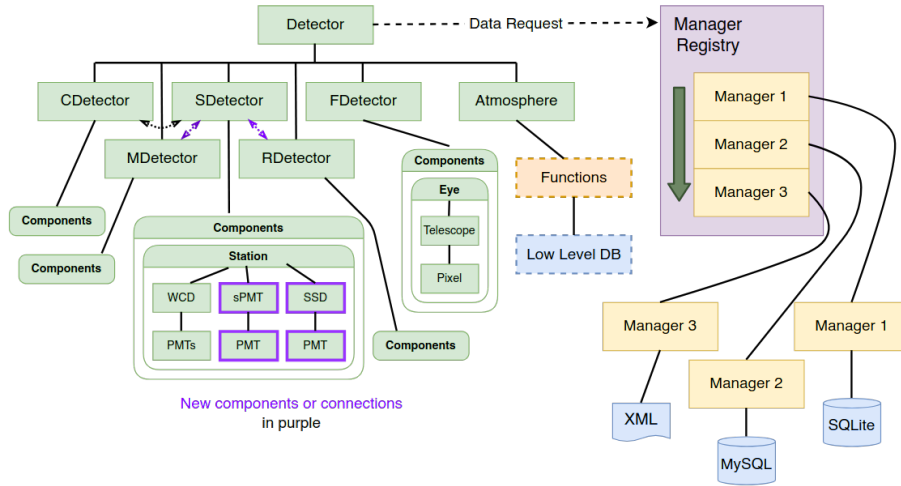 Detector
Data Request
Manager
Registry
Manager 1
Manager 2
Manager 3
CDetector
SDetector
FDetector
Atmosphere
MDetector
RDetector
Components
Eye
Telescope
Pixel
Functions
Low Level DB
Components
Components
Components
Station
WCD
sPMT
SSD
PMTs
PMT
PMT
Components
New components or connections
in purple
Manager 3
Manager 1
Manager 2
XML
SQLite
MySQL